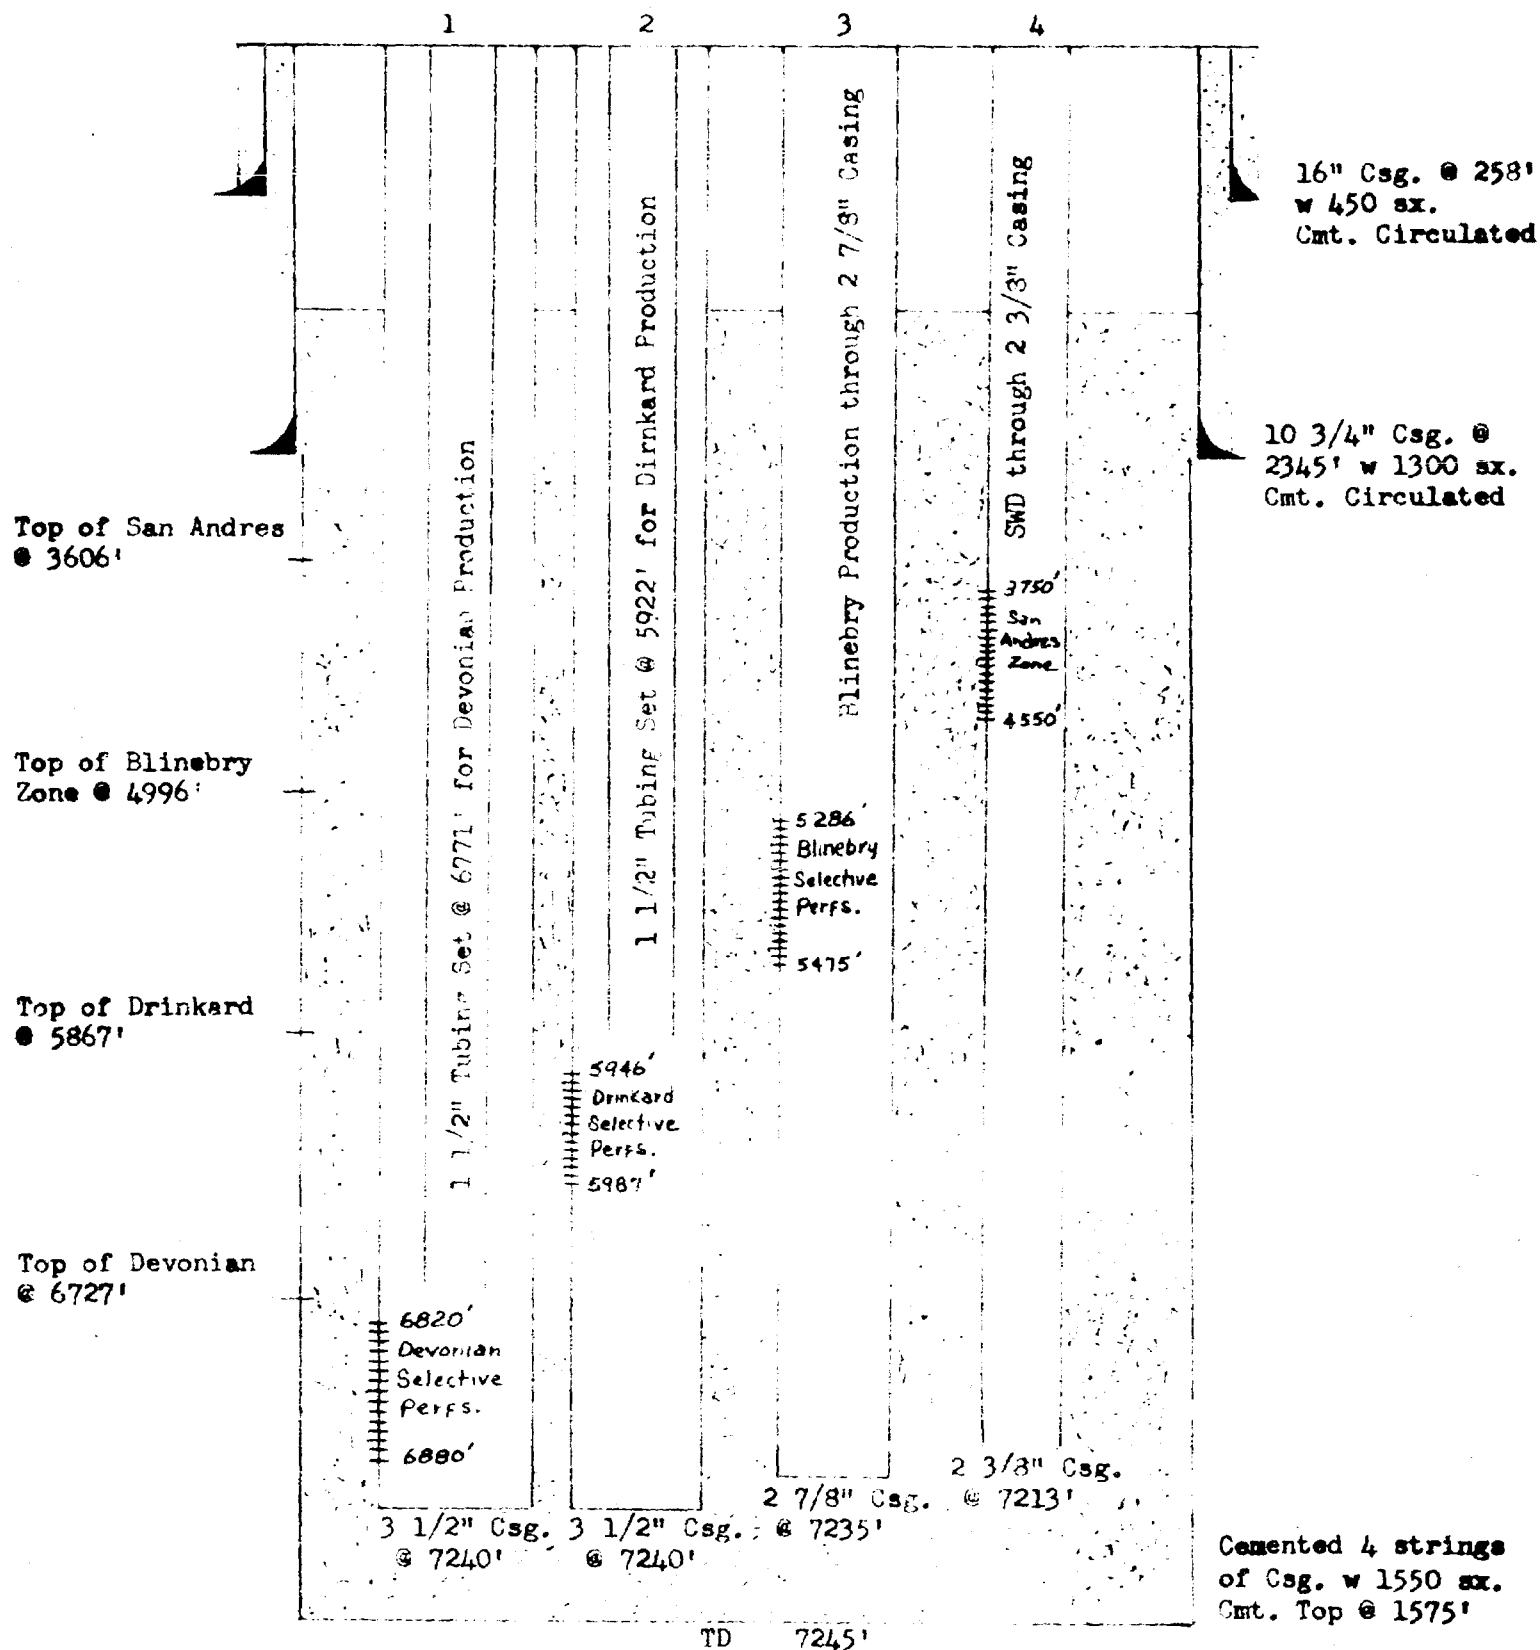 1 2 3 4
16" Csg. @ 258'
w 450 sx.
Cmt. Circulated
10 3/4" Csg. @
2345' w 1300 sx.
Cmt. Circulated
Top of San Andres
@ 3606'
Top of Blinebry
Zone @ 4996'
Top of Drinkard
@ 5867'
Top of Devonian
@ 6727'
1 1/2" Tubing Set @ 6771' for Devonian Production
1 1/2" Tubing Set @ 5922' for Dirnkard Production
Blinebry Production through 2 7/8" Casing
SWD through 2 3/8" Casing
3750'
San
Andres
Zone
4550'
5286'
Blinebry
Selective
Perfs.
5475'
5946'
Drinkard
Selective
Perfs.
5987'
6820'
Devonian
Selective
Perfs.
6880'
3 1/2" Csg.
@ 7240'
3 1/2" Csg.
@ 7240'
2 7/8" Csg.
@ 7235'
2 3/8" Csg.
@ 7213'
Cemented 4 strings
of Csg. w 1550 sx.
Cmt. Top @ 1575'
TD 7245'